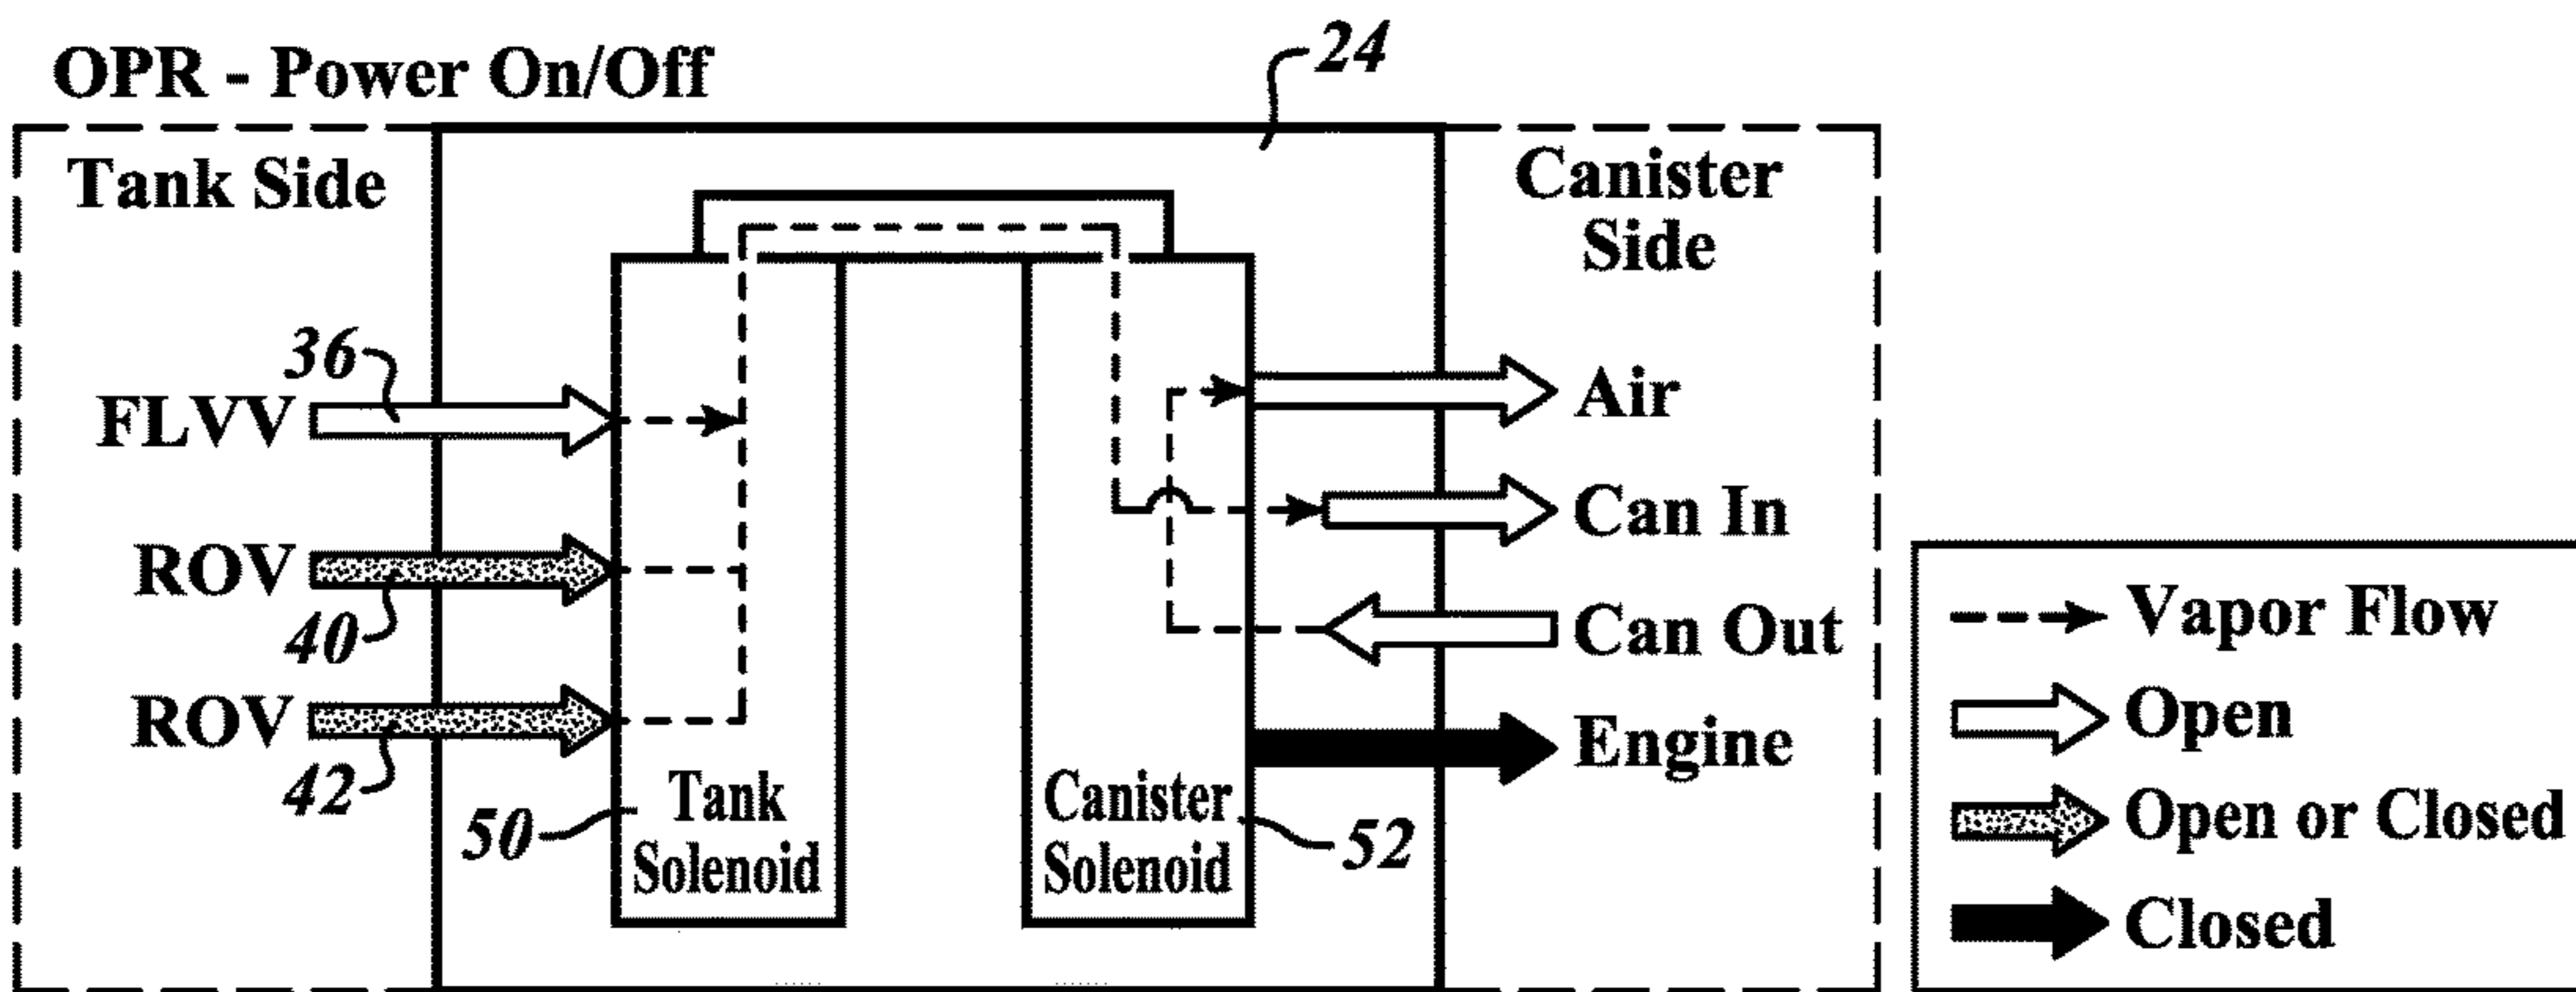 OPR - Power On/Off
24
Tank Side
Canister
Side
36
FLVV
ROV
40
ROV
42
50
Tank
Solenoid
Canister
Solenoid
52
Air
Can In
Can Out
Engine
Vapor Flow
Open
Open or Closed
Closed